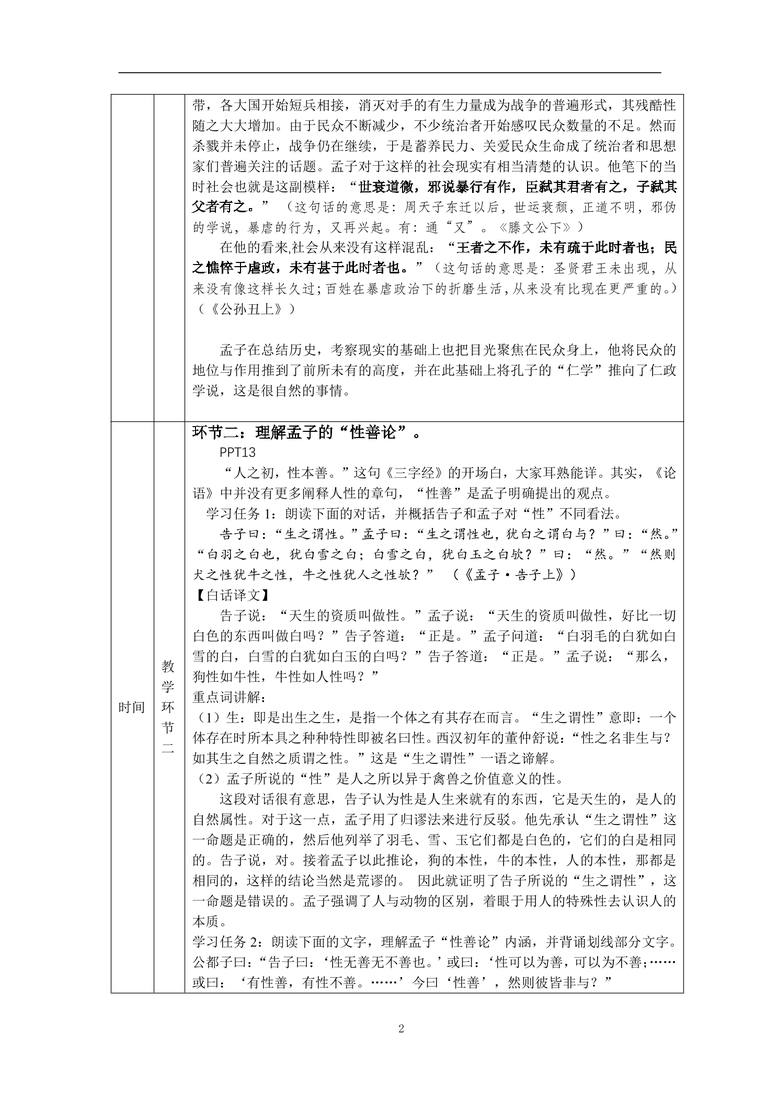 带，各大国开始短兵相接，消灭对手的有生力量成为战争的普遍形式，其残酷性
随之大大增加。由于民众不断减少，不少统治者开始感叹民众数量的不足。然而
杀戮并未停止，战争仍在继续，于是蓄养民力、关爱民众生命成了统治者和思想
家们普遍关注的话题。孟子对于这样的社会现实有相当清楚的认识。他笔下的当
时社会也就是这副模样：“世衰道微，邪说暴行有作，臣弑其君者有之，子弑其
父者有之。”（这句话的意思是：周天子东迁以后，世运衰颓，正道不明，邪伪
的学说，暴虐的行为，又再兴起。有：通“又”。《滕文公下》）
在他的看来,社会从来没有这样混乱：“王者之不作，未有疏于此时者也；民
之憔悴于虐政，未有甚于此时者也。”（这句话的意思是：圣贤君王未出现，从
来没有像这样长久过；百姓在暴虐政治下的折磨生活，从来没有比现在更严重的。）
（《公孙丑上》）
孟子在总结历史，考察现实的基础上也把目光聚焦在民众身上，他将民众的
地位与作用推到了前所未有的高度，并在此基础上将孔子的“仁学”推向了仁政
学说，这是很自然的事情。
时间
教学环节二
环节二：理解孟子的“性善论”。
PPT13
“人之初，性本善。”这句《三字经》的开场白，大家耳熟能详。其实，《论
语》中并没有更多阐释人性的章句，“性善”是孟子明确提出的观点。
学习任务 1：朗读下面的对话，并概括告子和孟子对“性”不同看法。
告子曰：“生之谓性。”孟子曰：“生之谓性也，犹白之谓白与？”曰：“然。”
“白羽之白也，犹白雪之白；白雪之白，犹白玉之白欤？”曰：“然。”“然则
犬之性犹牛之性，牛之性犹人之性欤？” （《孟子·告子上》）
【白话译文】
告子说：“天生的资质叫做性。”孟子说：“天生的资质叫做性，好比一切
白色的东西叫做白吗？”告子答道：“正是。”孟子问道：“白羽毛的白犹如白
雪的白，白雪的白犹如白玉的白吗？”告子答道：“正是。”孟子说：“那么，
狗性如牛性，牛性如人性吗？”
重点词讲解：
（1）生：即是出生之生，是指一个体之有其存在而言。“生之谓性”意即：一个
体存在时所本具之种种特性即被名曰性。西汉初年的董仲舒说：“性之名非生与？
如其生之自然之质谓之性。”这是“生之谓性”一语之谛解。
（2）孟子所说的“性”是人之所以异于禽兽之价值意义的性。
这段对话很有意思，告子认为性是人生来就有的东西，它是天生的，是人的
自然属性。对于这一点，孟子用了归谬法来进行反驳。他先承认“生之谓性”这
一命题是正确的，然后他列举了羽毛、雪、玉它们都是白色的，它们的白是相同
的。告子说，对。接着孟子以此推论，狗的本性，牛的本性，人的本性，那都是
相同的，这样的结论当然是荒谬的。 因此就证明了告子所说的“生之谓性”，这
一命题是错误的。孟子强调了人与动物的区别，着眼于用人的特殊性去认识人的
本质。
学习任务 2：朗读下面的文字，理解孟子“性善论”内涵，并背诵划线部分文字。
公都子曰：“告子曰：‘性无善无不善也。’或曰：‘性可以为善，可以为不善；……
或曰：‘有性善，有性不善。……’今曰‘性善’，然则彼皆非与？”
2